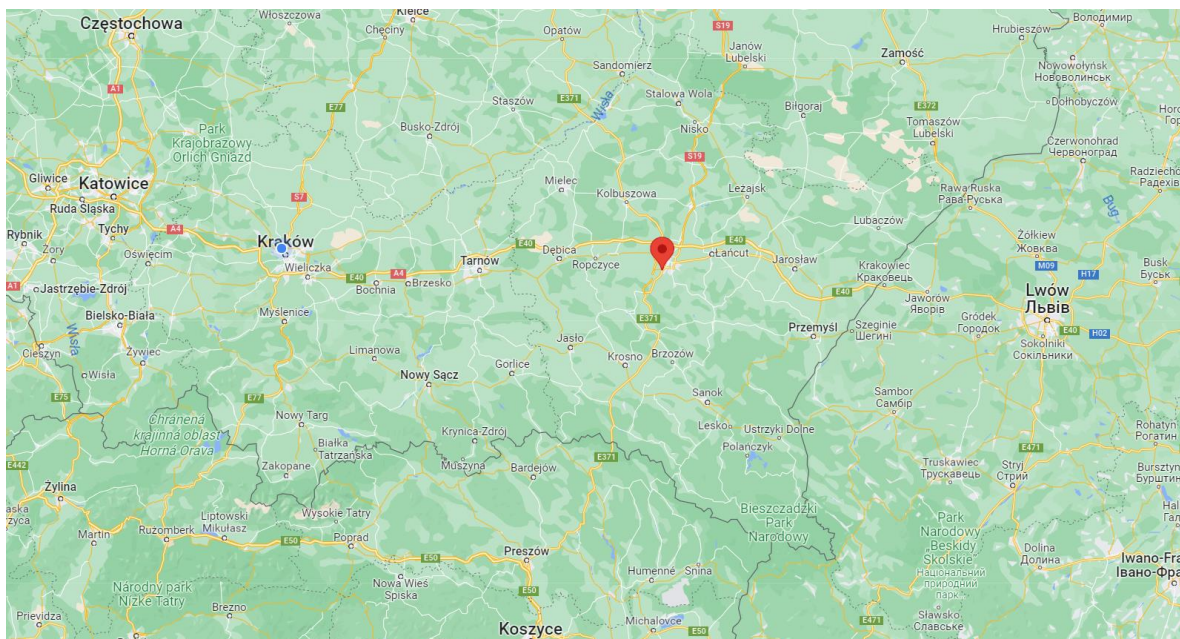 Częstochowa
Włoszczowa
Kielce
Chęciny
Opatów
S19
Janów
Lubelski
Hrubieszów
Володимир
Zamość
Nowowołyńsk
Нововолинськ
Dołhobyczów
A1
E77
Sandomierz
Staszów
E371
Wisła
Stalowa Wola
Biłgoraj
E372
Tomaszów
Lubelski
Park
Krajobrazowy
Orlich Gniazd
Busko-Zdrój
Nisko
S19
Czerwonohrad
Червоноград
Radziechó
Радехів
Gliwice
Katowice
Ruda Śląska
S7
Mielec
Kolbuszowa
Leżajsk
Rawa Ruska
Рава-Руська
Bug
Rybnik
Żory
Tychy
Oświęcim
A4
Kraków
Wieliczka
E40
Bochnia
A4
Brzesko
Tarnów
E40
Dębica
Ropczyce
E40
Łańcut
Jarosław
Lubaczów
Żółkiew
Жовква
M09
H17
Busk
Буськ
A1
Jastrzębie-Zdrój
Krakowiec
Краковець
E40
Jaworów
Яворів
Lwów
Львів
Bielsko-Biała
Wisła
Myślenice
E371
Przemyśl
Szeginie
Шегині
Gródek
Городок
E40
H02
Sokolniki
Сокільники
Cieszyn
Żywiec
Wisła
Limanowa
Jasło
Gorlice
Krosno
Brzozów
E75
E77
Nowy Sącz
Sanok
Sambor
Самбір
Chránená
krajinná oblasť
Horná Orava
Nowy Targ
Białka
Tatrzańska
Krynica-Zdrój
Lesko
Ustrzyki Dolne
Polańczyk
E471
Rohatyn
Рогатин
E442
Zakopane
Muszyna
Bardejów
E371
Truskawiec
Трускавець
Stryj
Стрий
Bursztyn
Бурштин
Żylina
Martin
Ruzomberk
Liptowski
Mikułasz
Wysokie Tatry
E50
Poprad
E50
Preszów
Bieszczadzki
Park
Narodowy
Park
Narodowy
Beskidy
Skolskie
Національний
природний
парк
Dolina
Долина
Iwano-Fra
Івано-Фра
Národný park
Nízke Tatry
Nowa Wieś
Spiska
Humenné
Snina
Prievidza
Brezno
Koszyce
Michalovce
E50
E471
Sławsko
Славське